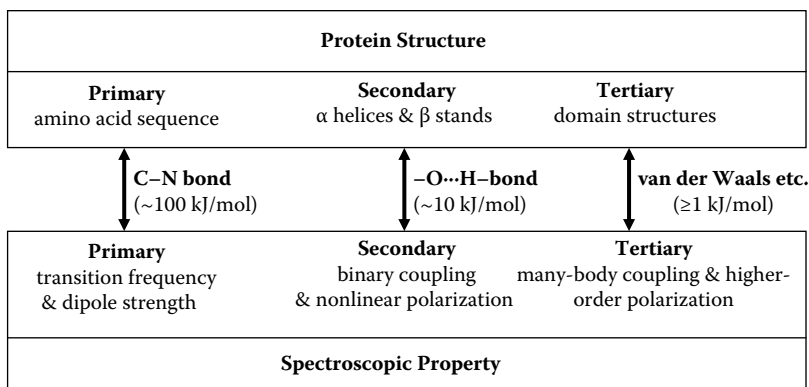 Protein Structure
Primary
amino acid sequence
Secondary
α helices & β stands
Tertiary
domain structures
C–N bond
(~100 kJ/mol)
–O···H–bond
(~10 kJ/mol)
van der Waals etc.
(≥1 kJ/mol)
Primary
transition frequency
& dipole strength
Secondary
binary coupling
& nonlinear polarization
Tertiary
many-body coupling & higher-
order polarization
Spectroscopic Property